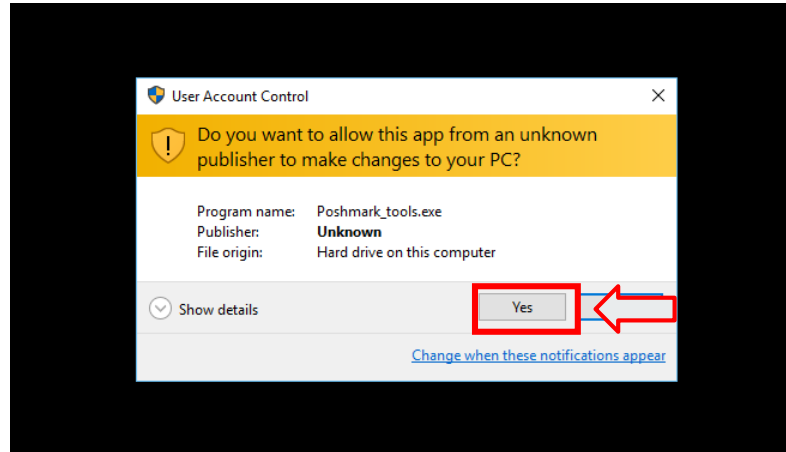 User Account Control
Do you want to allow this app from an unknown
publisher to make changes to your PC?
Program name: Poshmark_tools.exe
Publisher: Unknown
File origin: Hard drive on this computer
Show details
Yes
Change when these notifications appear